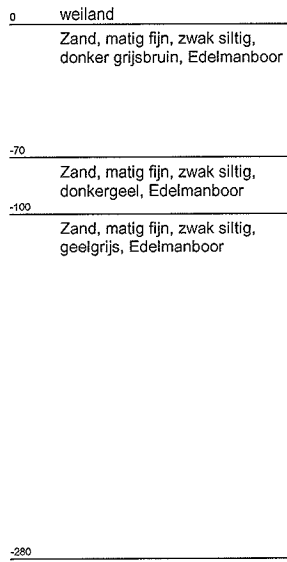 0 weiland
Zand, matig fijn, zwak siltig,
donker grijsbruin, Edelmanboor
-70
Zand, matig fijn, zwak siltig,
donkergeel, Edelmanboor
-100
Zand, matig fijn, zwak siltig,
geelgrijs, Edelmanboor
-280